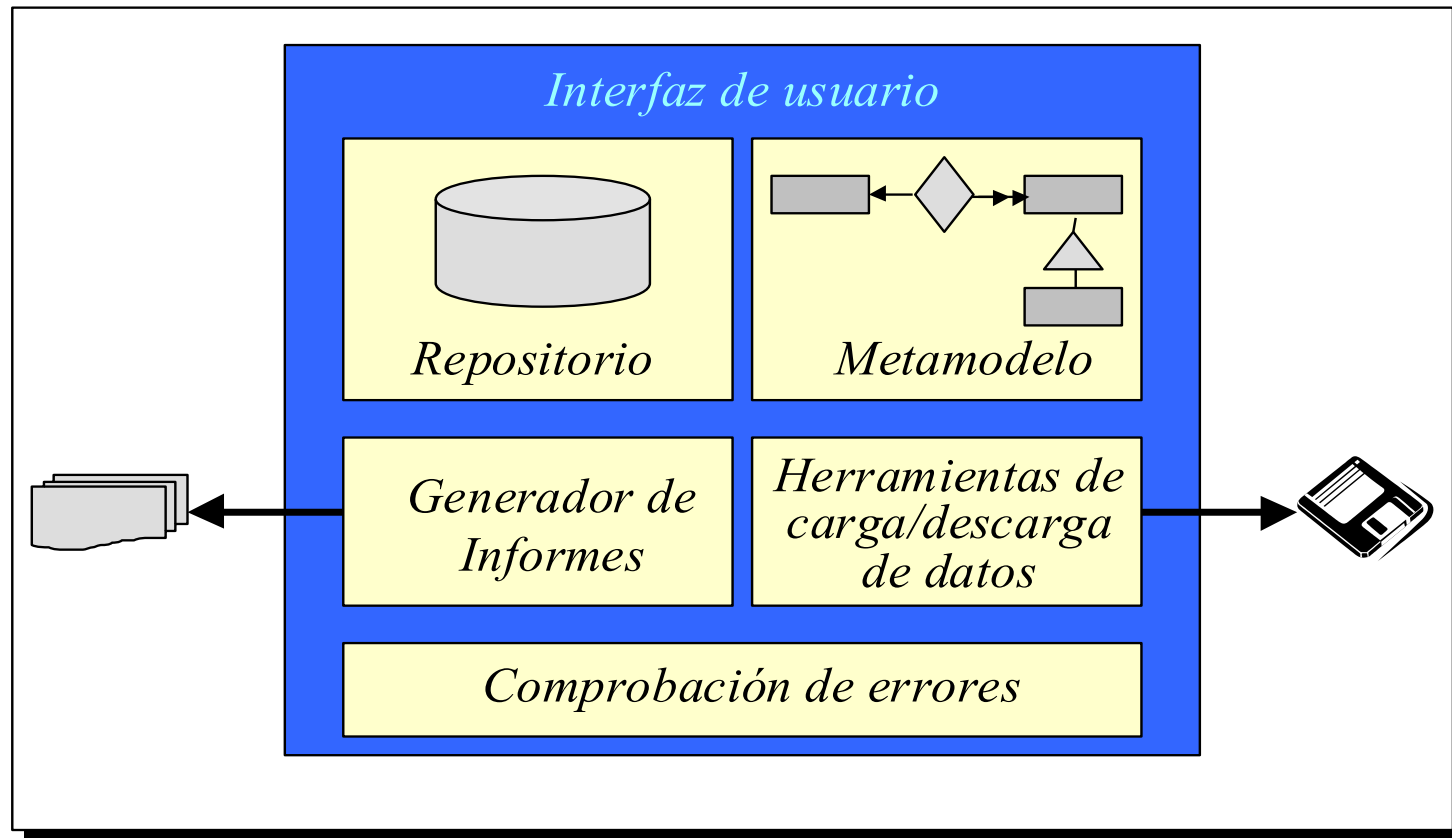 Interfaz de usuario
Repositorio
Metamodelo
Generador de
Informes
Herramientas de
carga/descarga
de datos
Comprobación de errores